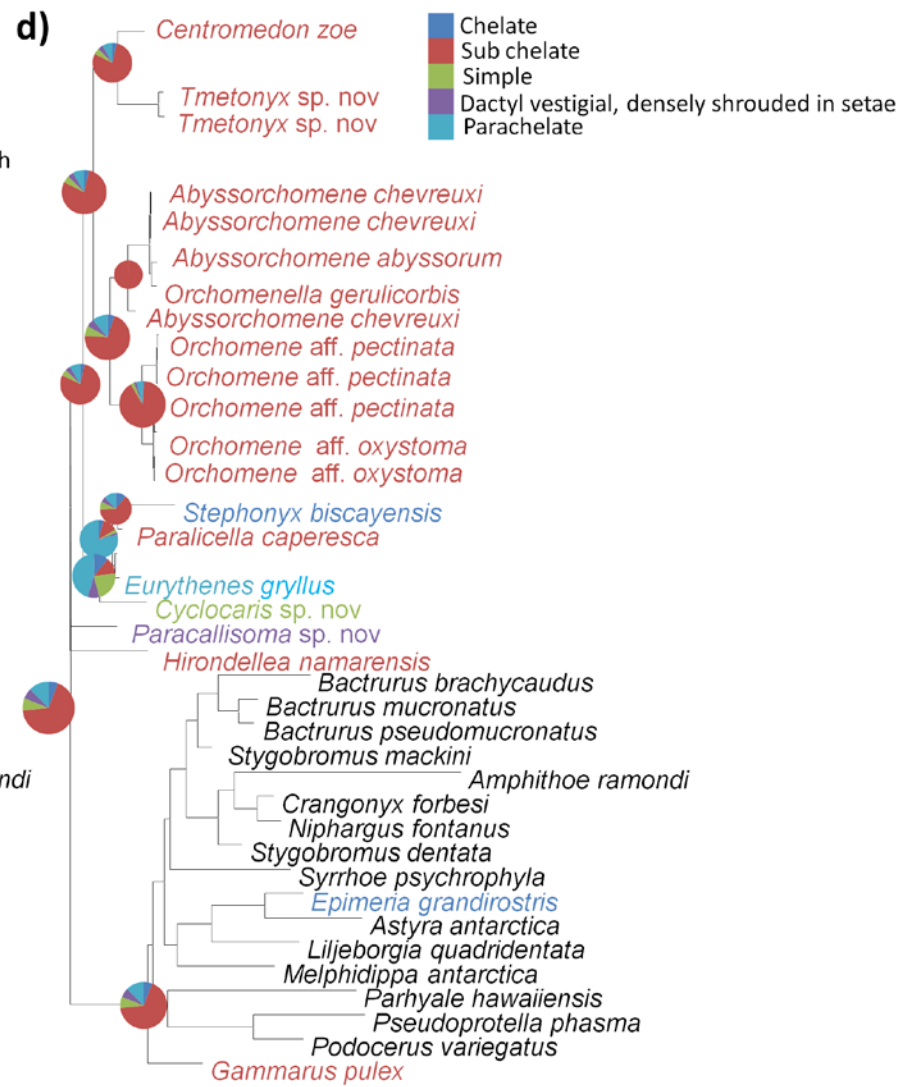 d)
Chelate
Sub chelate
Simple
Dactyl vestigial, densely shrouded in setae
Parachelate
Centromedon zoe
Tmetonyx sp. nov
Tmetonyx sp. nov
h
Abyssorchomene chevreuxi
Abyssorchomene chevreuxi
Abyssorchomene abyssorum
Orchomenella gerulicorbis
Abyssorchomene chevreuxi
Orchomene aff. pectinata
Orchomene aff. pectinata
Orchomene aff. pectinata
Orchomene aff. oxystoma
Orchomene aff. oxystoma
Stephonyx biscayensis
Paralicella caperesca
Eurythenes gryllus
Cyclocaris sp. nov
Paracallisoma sp. nov
Hirondellea namarensis
Bactrurus brachycaudus
Bactrurus mucronatus
Bactrurus pseudomucronatus
Stygobromus mackini
ndi
Amphithoe ramondi
Crangonyx forbesi
Niphargus fontanus
Stygobromus dentata
Syrrhoe psychrophyla
Epimeria grandirostris
Astyra antarctica
Liljeborgia quadridentata
Melphidippa antarctica
Parhyale hawaiiensis
Pseudoprotella phasma
Podocerus variegatus
Gammarus pulex